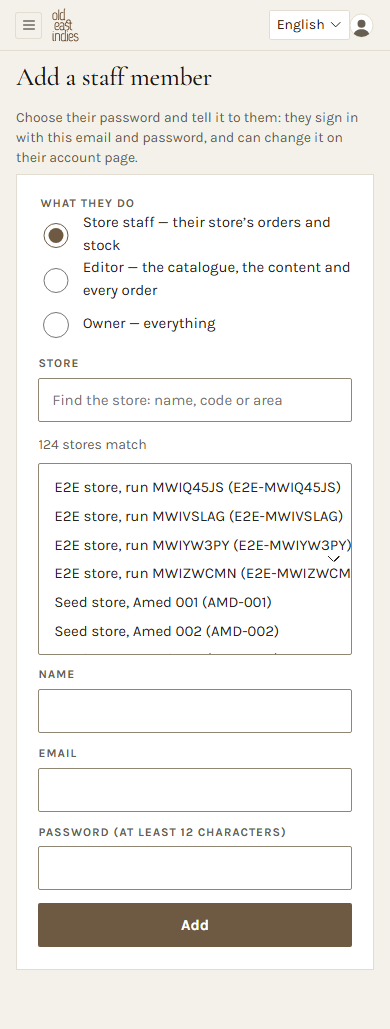 old
east
indies
English
Add a staff member
Choose their password and tell it to them: they sign in
with this email and password, and can change it on
their account page.
WHAT THEY DO
Store staff — their store's orders and
stock
Editor — the catalogue, the content and
every order
Owner — everything
STORE
Find the store: name, code or area
124 stores match
E2E store, run MWIQ45JS (E2E-MWIQ45JS)
E2E store, run MWIVSLAG (E2E-MWIVSLAG)
E2E store, run MWIYW3PY (E2E-MWIYW3PY)
E2E store, run MWIZWCMN (E2E-MWIZWCM
Seed store, Amed 001 (AMD-001)
Seed store, Amed 002 (AMD-002)
NAME
EMAIL
PASSWORD (AT LEAST 12 CHARACTERS)
Add